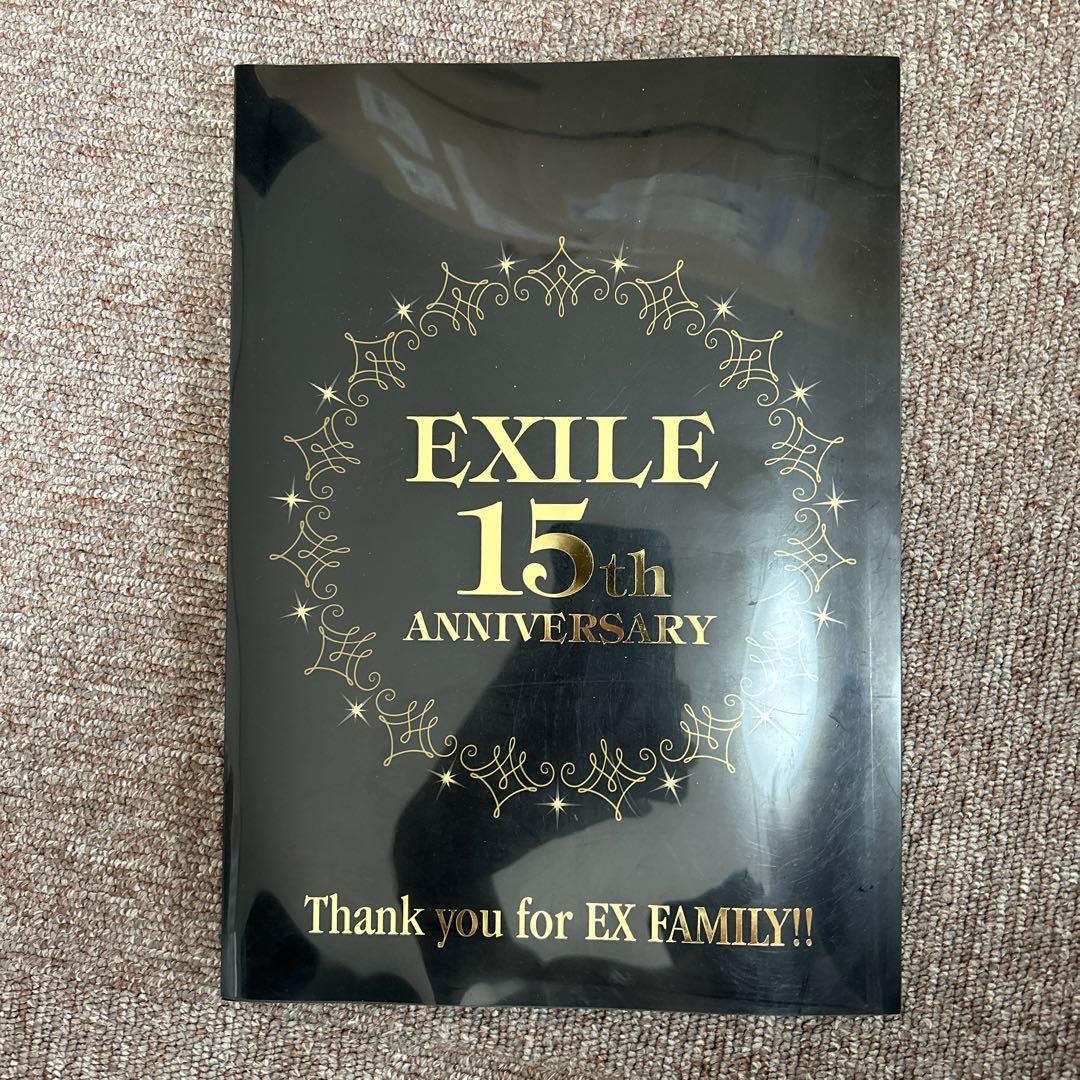 EXILE
15th
ANNIVERSARY
Thank you for EX FAMILY!!